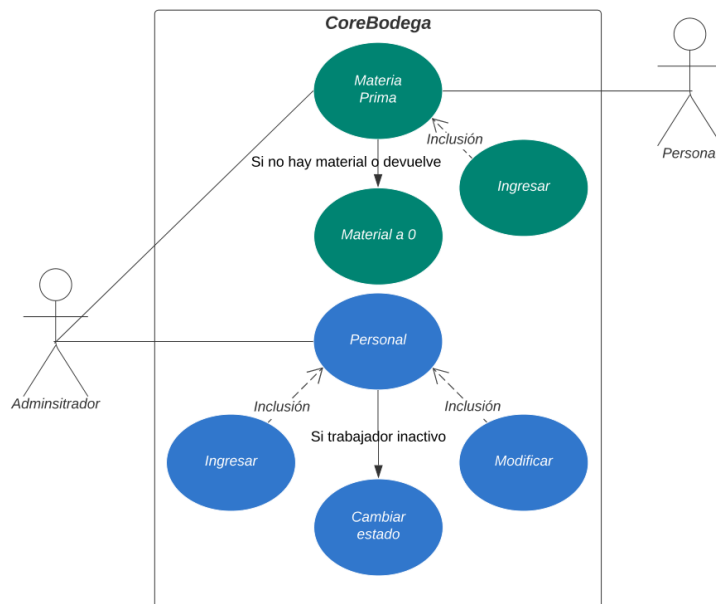 CoreBodega
Materia
Prima
Inclusión
Persona
Si no hay material o devuelve
Ingresar
Material a 0
Personal
Adminsitrador
Inclusión
Inclusión
Si trabajador inactivo
Ingresar
Modificar
Cambiar
estado